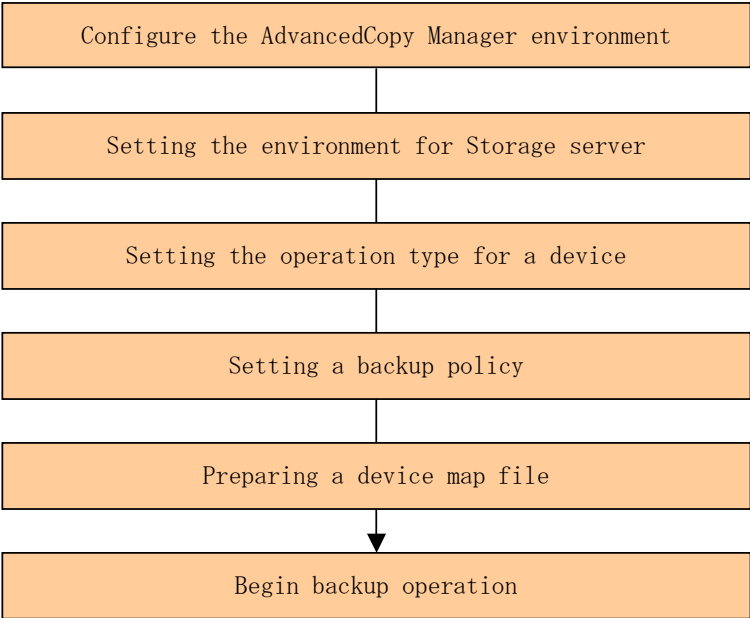 Configure the AdvancedCopy Manager environment
Setting the environment for Storage server
Setting the operation type for a device
Setting a backup policy
Preparing a device map file
Begin backup operation